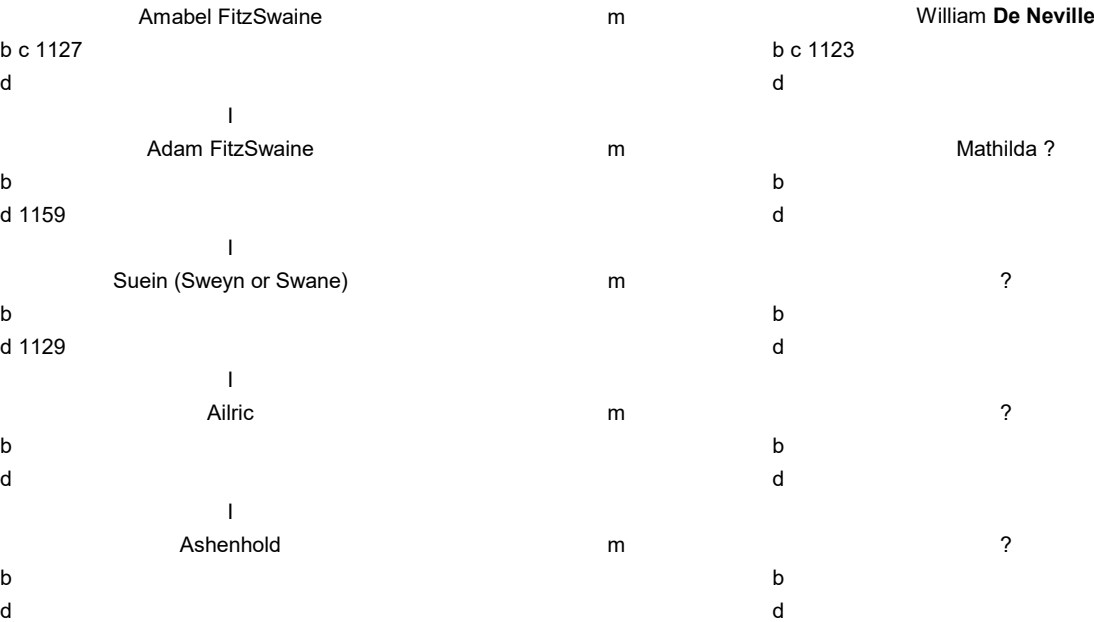 Amabel FitzSwaine m William De Neville
b c 1127 b c 1123
d d
I
Adam FitzSwaine m Mathilda ?
b b
d 1159 d
I
Suein (Sweyn or Swane) m ?
b b
d 1129 d
I
Ailric m ?
b b
d d
I
Ashenhold m ?
b b
d d